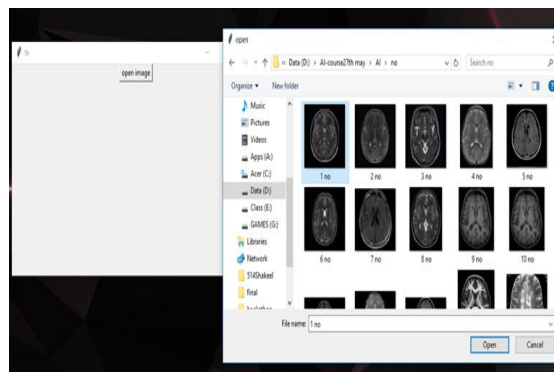 open image
open
« Data (D:) › AI-course27th may › AI › no
Search no
Organize
New folder
Music
Pictures
Videos
Apps (A:)
Acer (C:)
Data (D:)
Class (E:)
GAMES (G:)
Libraries
Network
514Shakeel
final
1 no
2 no
3 no
4 no
5 no
6 no
7 no
8 no
9 no
10 no
File name: 1 no
Open
Cancel